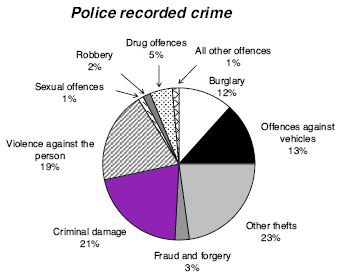 Police recorded crime
Drug offences
5%
All other offences
1%
Robbery
2%
Burglary
12%
Sexual offences
1%
Offences against
vehicles
13%
Violence against the
person
19%
Other thefts
23%
Criminal damage
21%
Fraud and forgery
3%